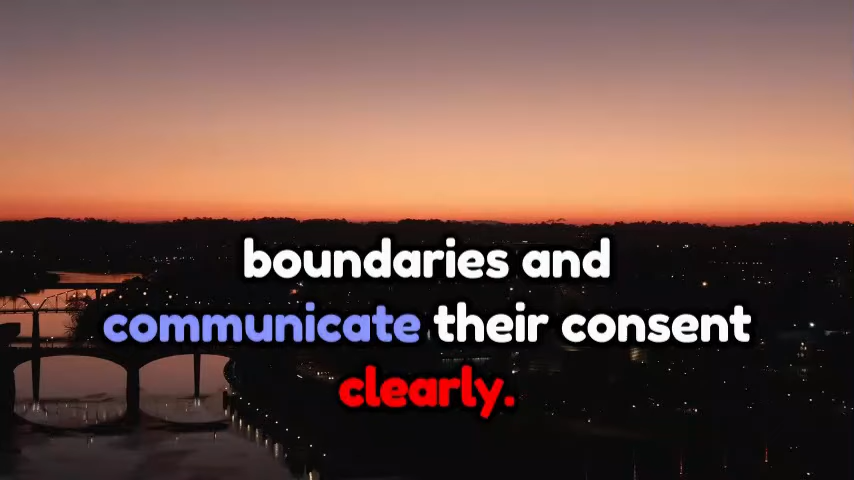 boundaries and
communicate their consent
clearly.